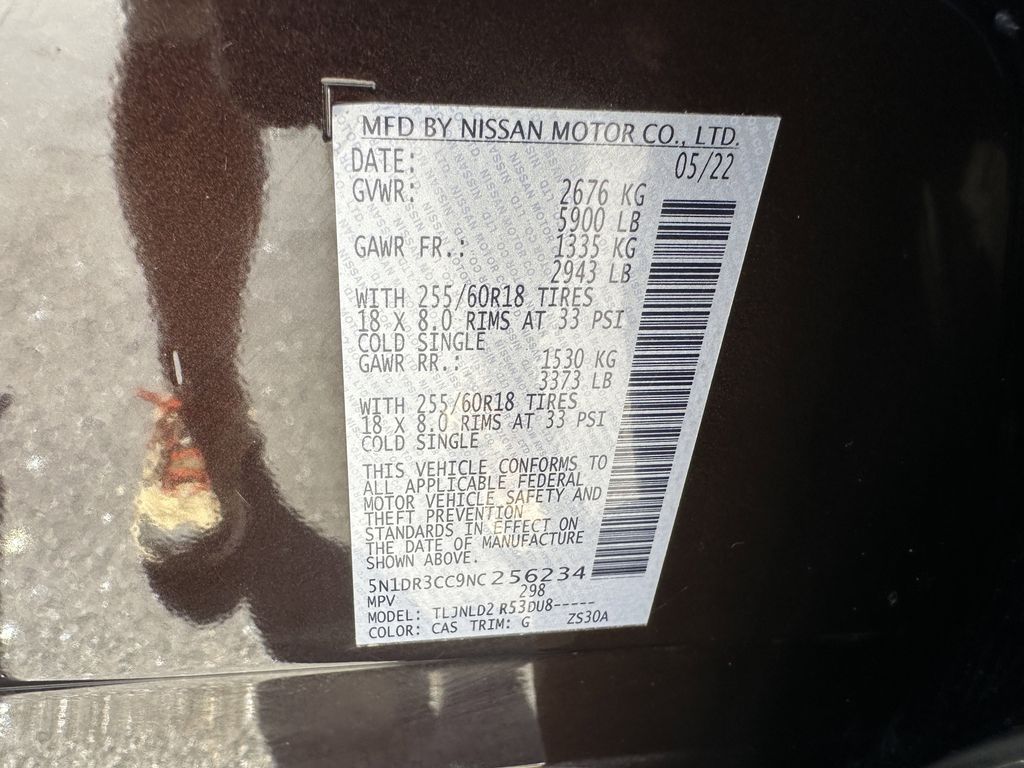 MFD BY NISSAN MOTOR CO., LTD.
DATE: 05/22
GVWR: 2676 KG
5900 LB
GAWR FR.: 1335 KG
2943 LB
WITH 255/60R18 TIRES
18 X 8.0 RIMS AT 33 PSI
COLD SINGLE
GAWR RR.: 1530 KG
3373 LB
WITH 255/60R18 TIRES
18 X 8.0 RIMS AT 33 PSI
COLD SINGLE
THIS VEHICLE CONFORMS TO
ALL APPLICABLE FEDERAL
MOTOR VEHICLE SAFETY AND
THEFT PREVENTION
STANDARDS IN EFFECT ON
THE DATE OF MANUFACTURE
SHOWN ABOVE.
5N1DR3CC9NC256234
MPV 298
MODEL: TLJNLD2 R53DU8-----
COLOR: CAS TRIM: G ZS30A